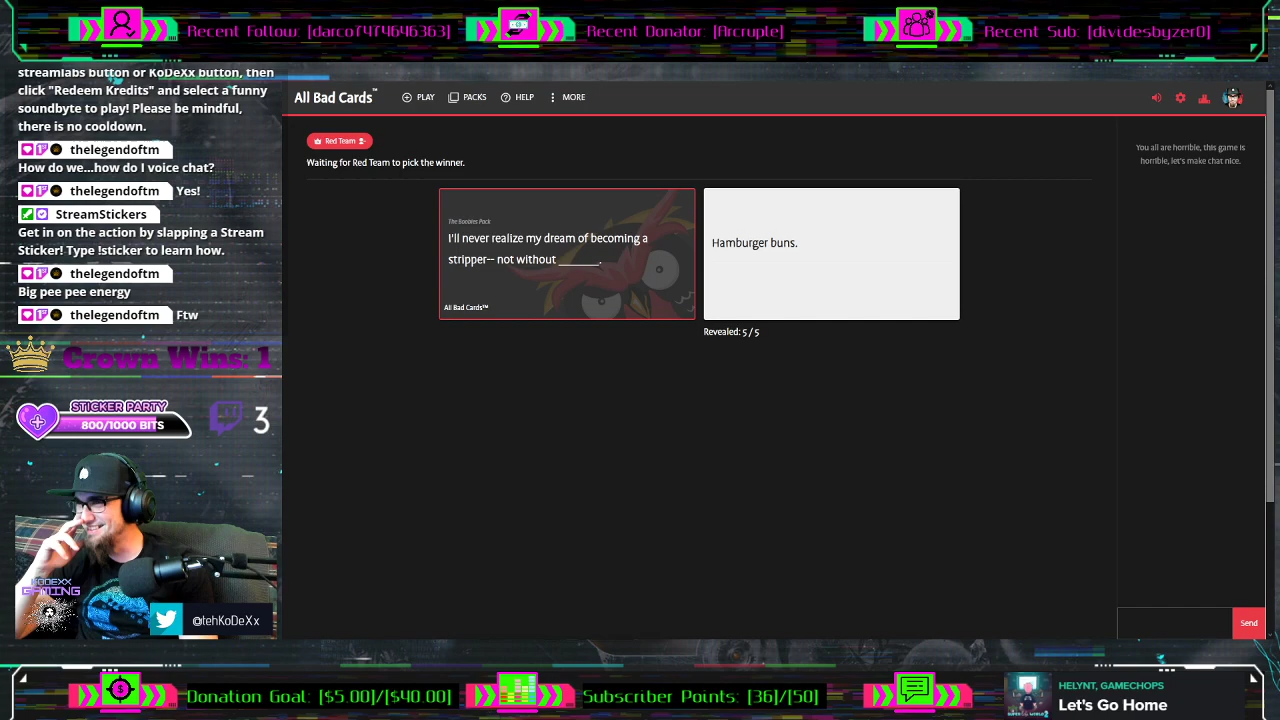 Recent Follow: [darco7474646363]
Recent Donator: [Arcruple]
Recent Sub: [dividesbyzer0]
streamlabs button or KoDeXx button, then
click "Redeem Kredits" and select a funny
soundbyte to play! Please be mindful,
there is no cooldown.
thelegendoftm
How do we...how do I voice chat?
thelegendoftm Yes!
StreamStickers
Get in on the action by slapping a Stream
Sticker! Type !sticker to learn how.
thelegendoftm
Big pee pee energy
thelegendoftm Ftw
Crown Wins: 1
STICKER PARTY
800/1000 BITS
3
KODEXX
GAMING
@tehKoDeXx
All Bad Cards™
PLAY PACKS HELP MORE
Red Team
Waiting for Red Team to pick the winner.
The Boobies Pack
I'll never realize my dream of becoming a
stripper-- not without ______.
All Bad Cards™
Hamburger buns.
Revealed: 5 / 5
You all are horrible, this game is
horrible, let's make chat nice.
Send
Donation Goal: [$5.00]/[$40.00]
Subscriber Points: [36]/[50]
HELYNT, GAMECHOPS
Let's Go Home